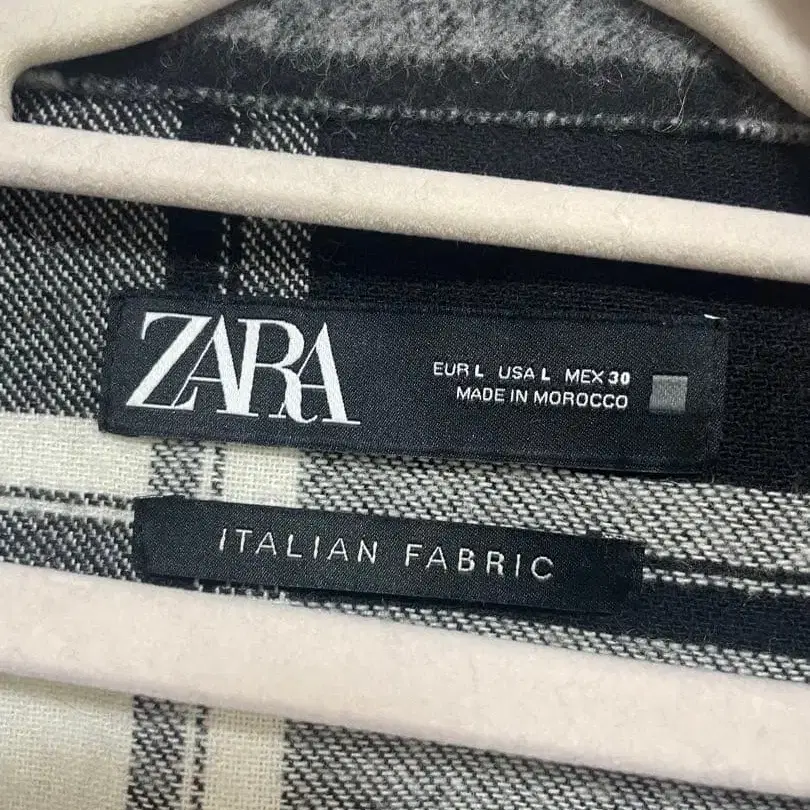 ZARA
EUR L USA L MEX 30
MADE IN MOROCCO
ITALIAN FABRIC